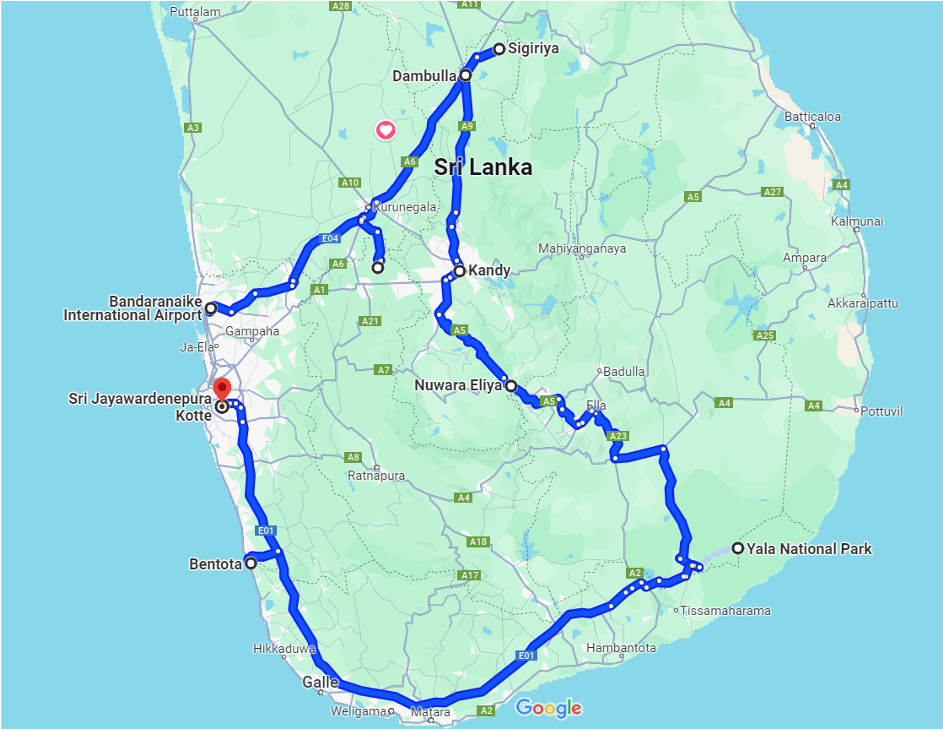 A28
A11
Puttalam
Sigiriya
Dambulla
A3
A9
Batticaloa
A6
Sri Lanka
A10
A5
A27
A4
Kurunegala
Kalmunai
E04
Mahiyanganaya
A6
Kandy
Ampara
A1
Bandaranaike
International Airport
Akkaraipattu
A21
Gampaha
A5
A25
Ja-Ela
A7
Badulla
Nuwara Eliya
Sri Jayawardenepura
Kotte
A5
Ella
A4
A4
Pottuvil
A23
A8
Ratnapura
A4
E01
A18
Yala National Park
Bentota
A17
A2
Tissamaharama
Hikkaduwa
Hambantota
E01
Galle
Weligama
Matara
A2
Google